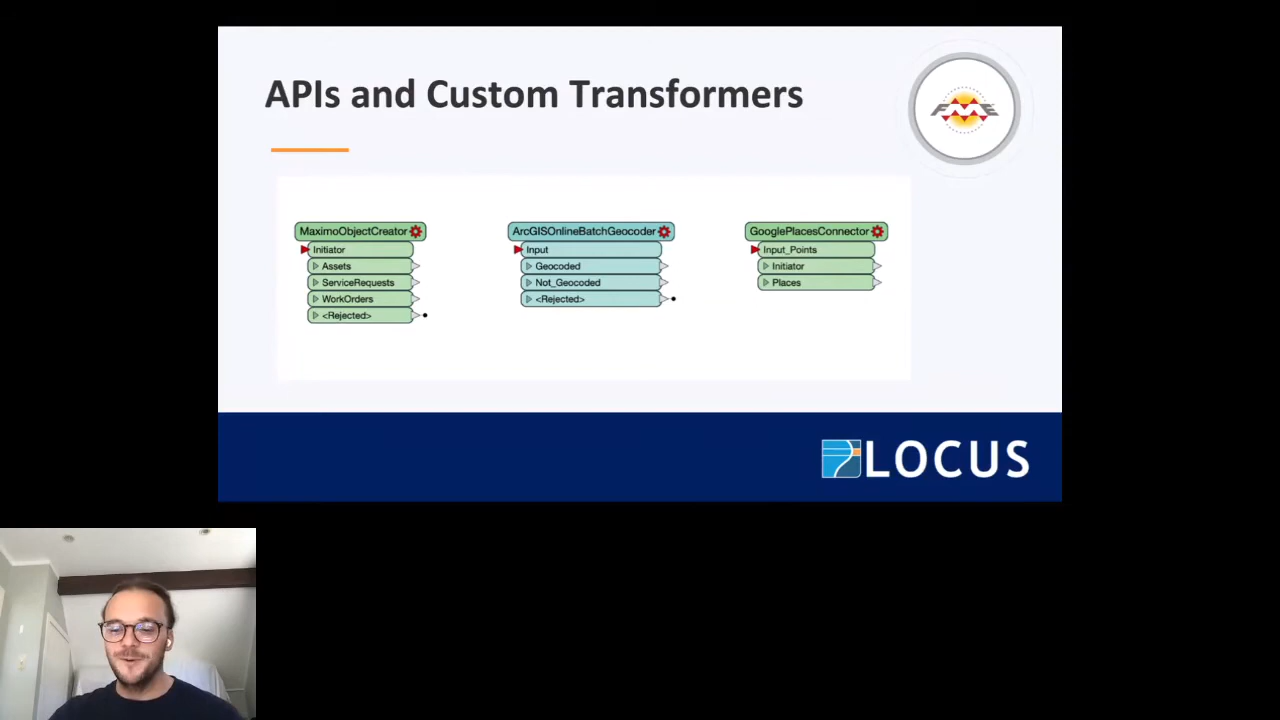 APIs and Custom Transformers
FME
MaximoObjectCreator
Initiator
Assets
ServiceRequests
WorkOrders
<Rejected>
ArcGISOnlineBatchGeocoder
Input
Geocoded
Not_Geocoded
<Rejected>
GooglePlacesConnector
Input_Points
Initiator
Places
LOCUS